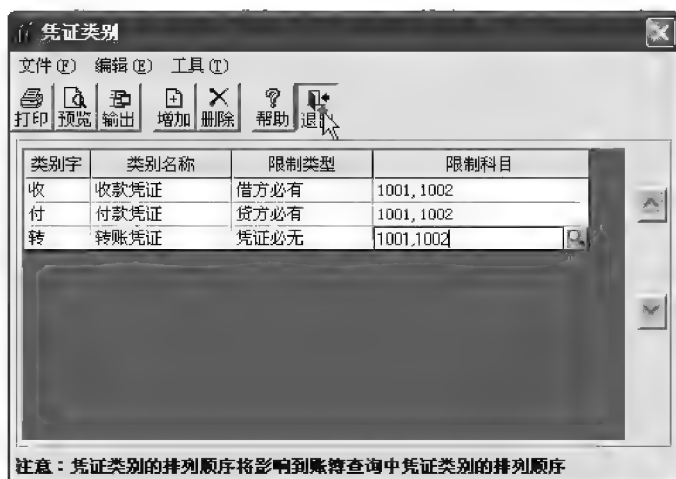 凭证类别
文件(F) 编辑(E) 工具(T)
打印 预览 输出 增加 删除 帮助 退出
类别字 类别名称 限制类型 限制科目
收 收款凭证 借方必有 1001, 1002
付 付款凭证 贷方必有 1001, 1002
转 转账凭证 凭证必无 1001,1002
注意：凭证类别的排列顺序将影响到账簿查询中凭证类别的排列顺序